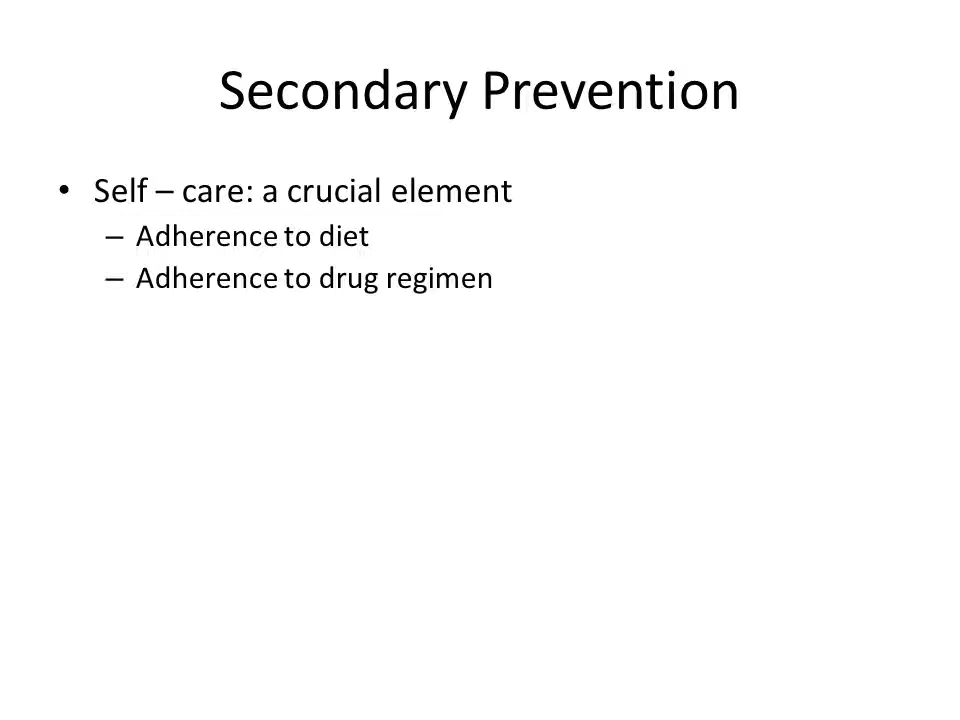 Secondary Prevention
• Self – care: a crucial element
– Adherence to diet
– Adherence to drug regimen